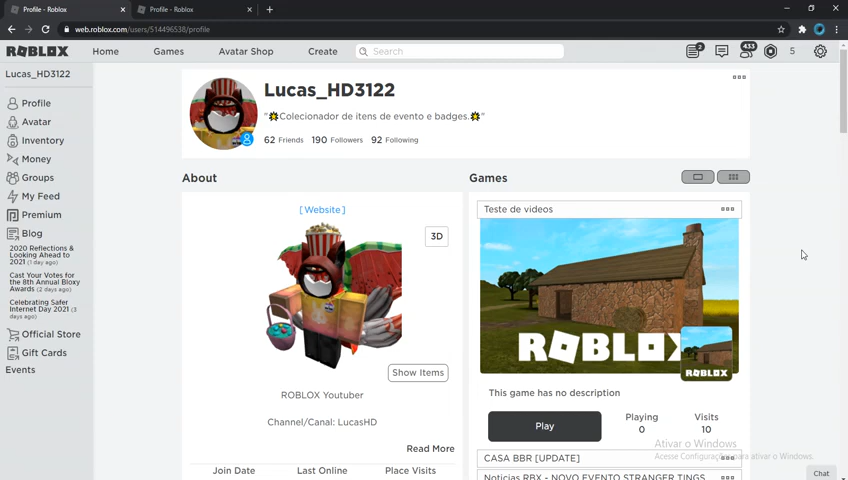 Profile - Roblox
Profile - Roblox
web.roblox.com/users/514496538/profile
ROBLOX
Home
Games
Avatar Shop
Create
Search
2
433
5
Lucas_HD3122
Profile
Avatar
Inventory
Money
Groups
My Feed
Premium
Blog
2020 Reflections &
Looking Ahead to
2021 (1 day ago)
Cast Your Votes for
the 8th Annual Bloxy
Awards (2 days ago)
Celebrating Safer
Internet Day 2021 (3
days ago)
Official Store
Gift Cards
Events
Lucas_HD3122
"💥Colecionador de itens de evento e badges.💥"
62 Friends 190 Followers 92 Following
About
[ Website ]
3D
Show Items
ROBLOX Youtuber
Channel/Canal: LucasHD
Read More
Join Date Last Online Place Visits
Games
Teste de videos
ROBLOX
ROBLOX
This game has no description
Play
Playing
0
Visits
10
CASA BBR [UPDATE]
Noticias RBX - NOVO EVENTO STRANGER TINGS
Ativar o Windows
Acesse Configurações para ativar o Windows.
Chat